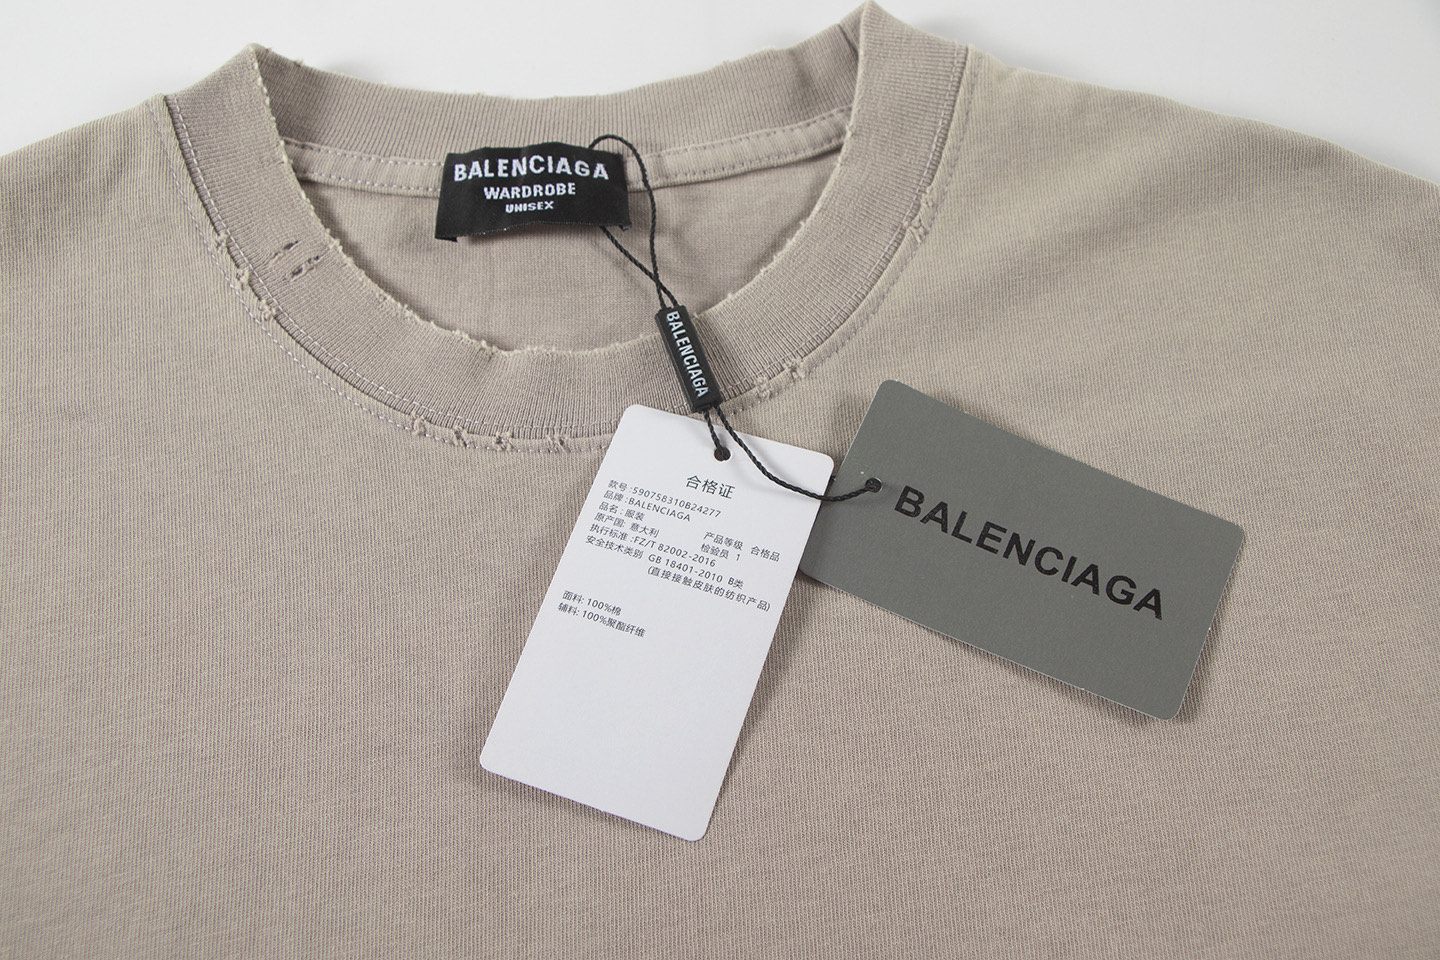 BALENCIAGA
WARDROBE
UNISEX
BALENCIAGA
合格证
款号:590758310B24277
品牌:BALENCIAGA
品名:服装
原产国: 意大利 产品等级 合格品
执行标准:FZ/T 82002-2016 检验员 1
安全技术类别 GB 18401-2010 B类
(直接接触皮肤的纺织产品)
面料: 100%棉
辅料: 100%聚酯纤维
BALENCIAGA